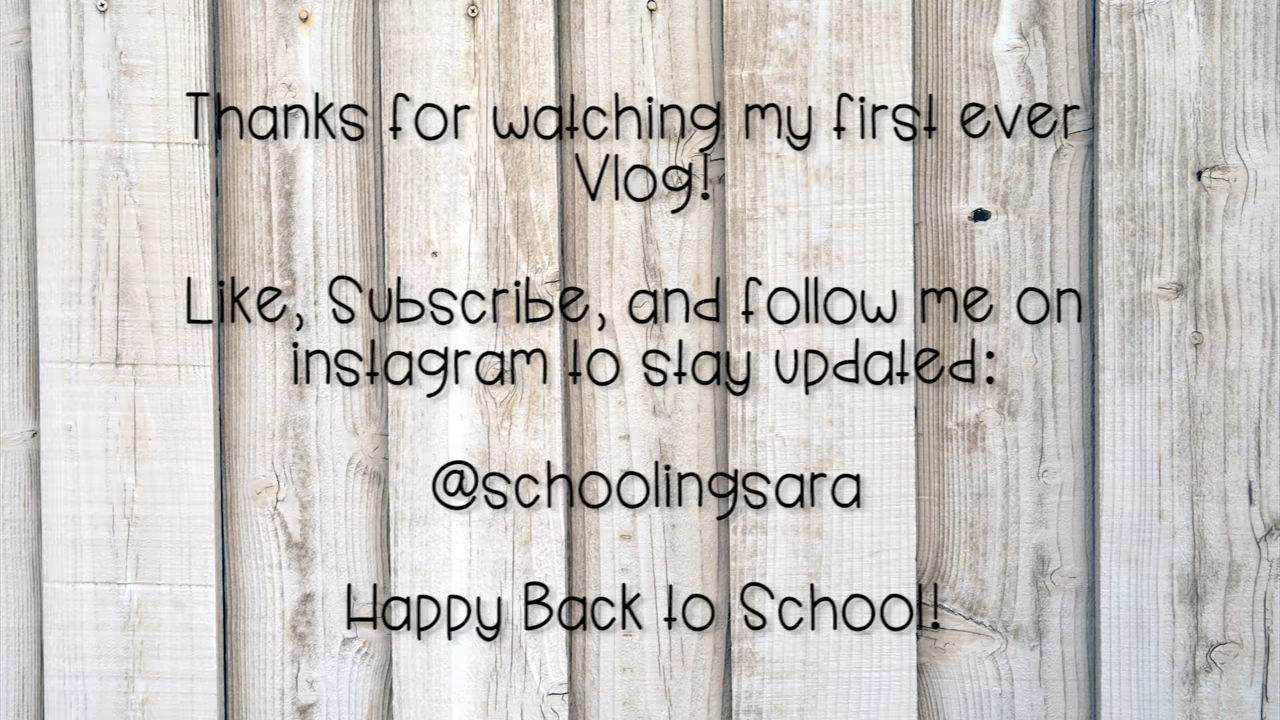 Thanks for watching my first ever
Vlog!
Like, Subscribe, and follow me on
instagram to stay updated:
@schoolingsara
Happy Back to School!